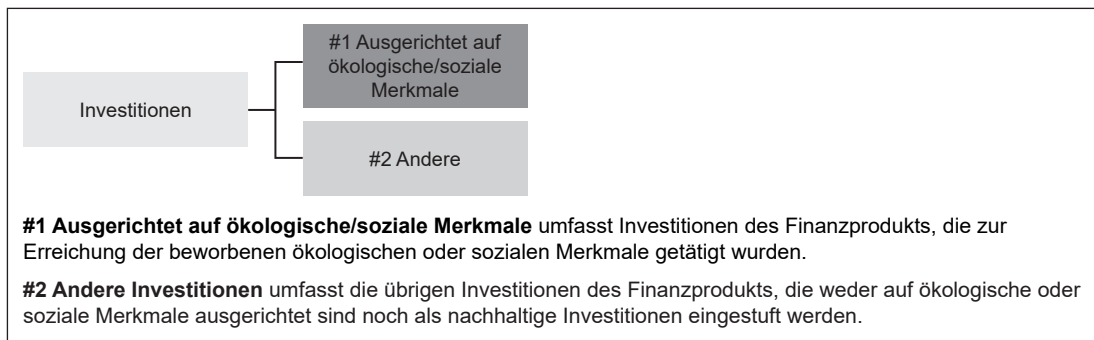 #1 Ausgerichtet auf
ökologische/soziale
Merkmale
Investitionen
#2 Andere
#1 Ausgerichtet auf ökologische/soziale Merkmale umfasst Investitionen des Finanzprodukts, die zur
Erreichung der beworbenen ökologischen oder sozialen Merkmale getätigt wurden.
#2 Andere Investitionen umfasst die übrigen Investitionen des Finanzprodukts, die weder auf ökologische oder
soziale Merkmale ausgerichtet sind noch als nachhaltige Investitionen eingestuft werden.